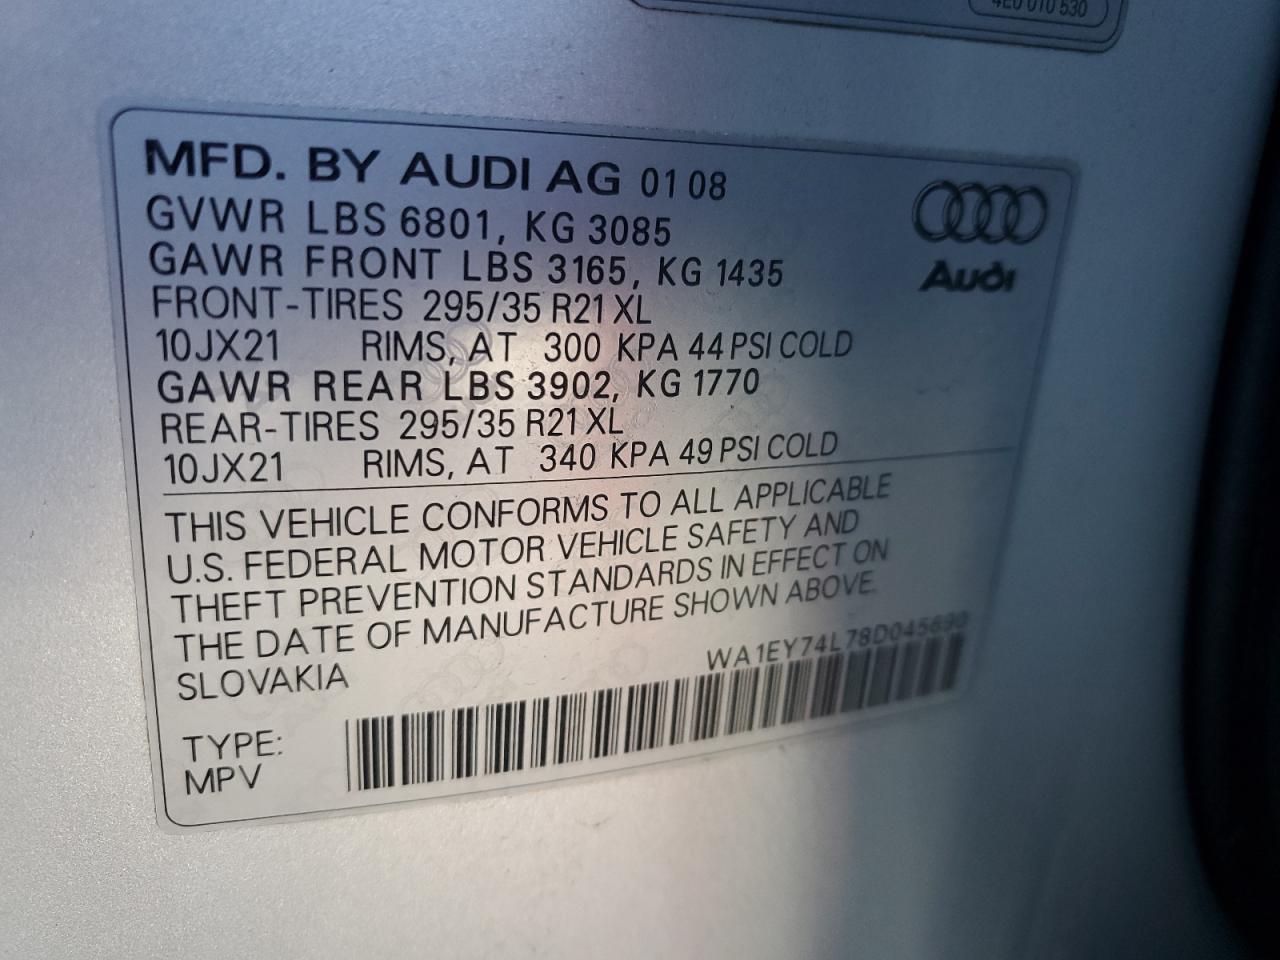 4E0 010 530
MFD. BY AUDI AG 01 08
GVWR LBS 6801, KG 3085
GAWR FRONT LBS 3165, KG 1435
FRONT-TIRES 295/35 R21 XL
10JX21 RIMS, AT 300 KPA 44 PSI COLD
GAWR REAR LBS 3902, KG 1770
REAR-TIRES 295/35 R21 XL
10JX21 RIMS, AT 340 KPA 49 PSI COLD
Audi
THIS VEHICLE CONFORMS TO ALL APPLICABLE
U.S. FEDERAL MOTOR VEHICLE SAFETY AND
THEFT PREVENTION STANDARDS IN EFFECT ON
THE DATE OF MANUFACTURE SHOWN ABOVE.
SLOVAKIA
WA1EY74L78D045690
TYPE:
MPV